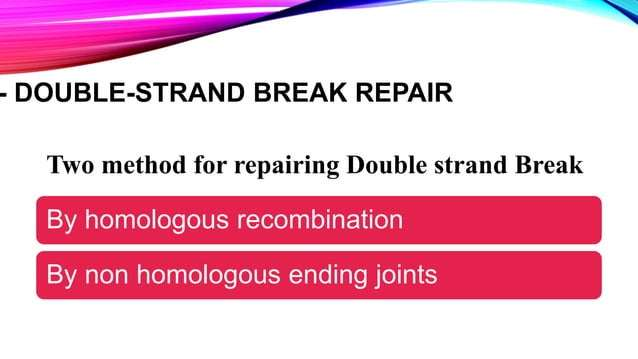 - DOUBLE-STRAND BREAK REPAIR
Two method for repairing Double strand Break
By homologous recombination
By non homologous ending joints